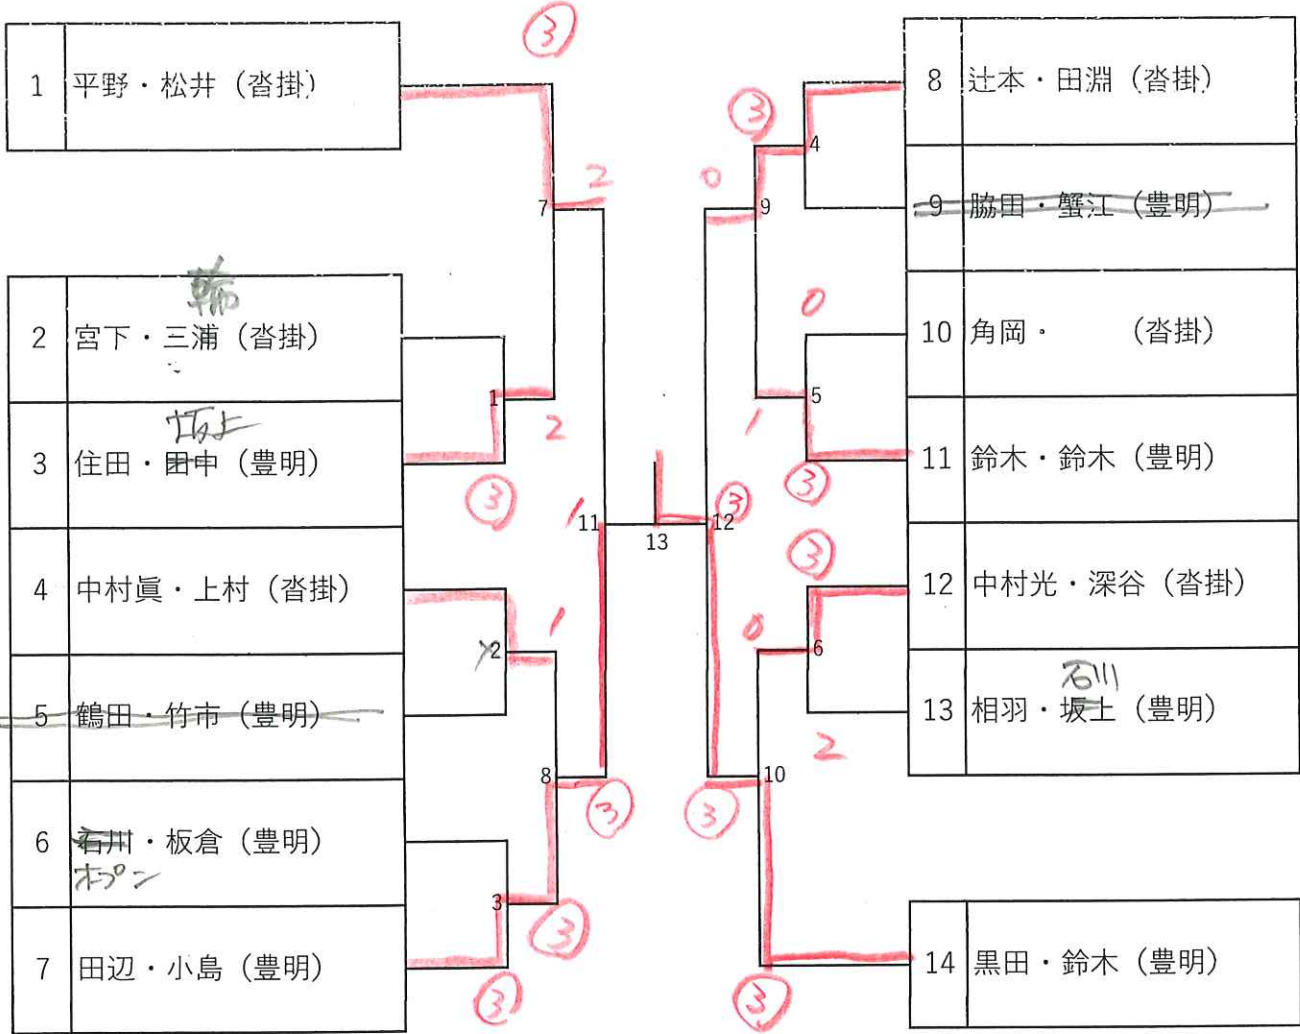 ③
1 平野・松井（沓掛）
7
2
2 宮下・三浦（沓掛）
輪
1
2
3 住田・田中（豊明）
坂上
③
4 中村眞・上村（沓掛）
2
1
5 鶴田・竹市（豊明）
8
③
6 石川・板倉（豊明）
オープン
3
③
7 田辺・小島（豊明）
③
1
11
13
12
③
8 辻本・田淵（沓掛）
③
4
0
9
9 脇田・蟹江（豊明）
0
10 角岡・　　（沓掛）
5
1
11 鈴木・鈴木（豊明）
③
③
12 中村光・深谷（沓掛）
0
6
石川
13 相羽・坂上（豊明）
2
10
③
14 黒田・鈴木（豊明）
③